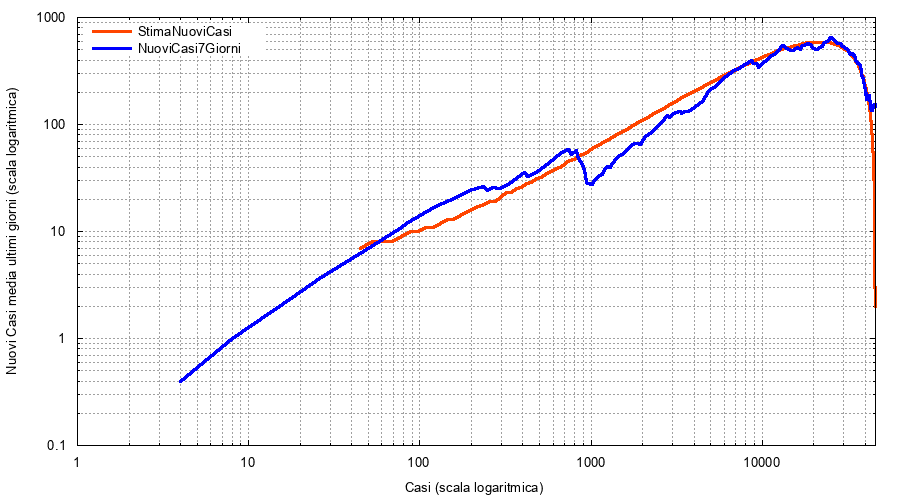 1000
StimaNuoviCasi
NuoviCasi7Giorni
100
10
1
0.1
Nuovi Casi media ultimi giorni (scala logaritmica)
1 10 100 1000 10000
Casi (scala logaritmica)